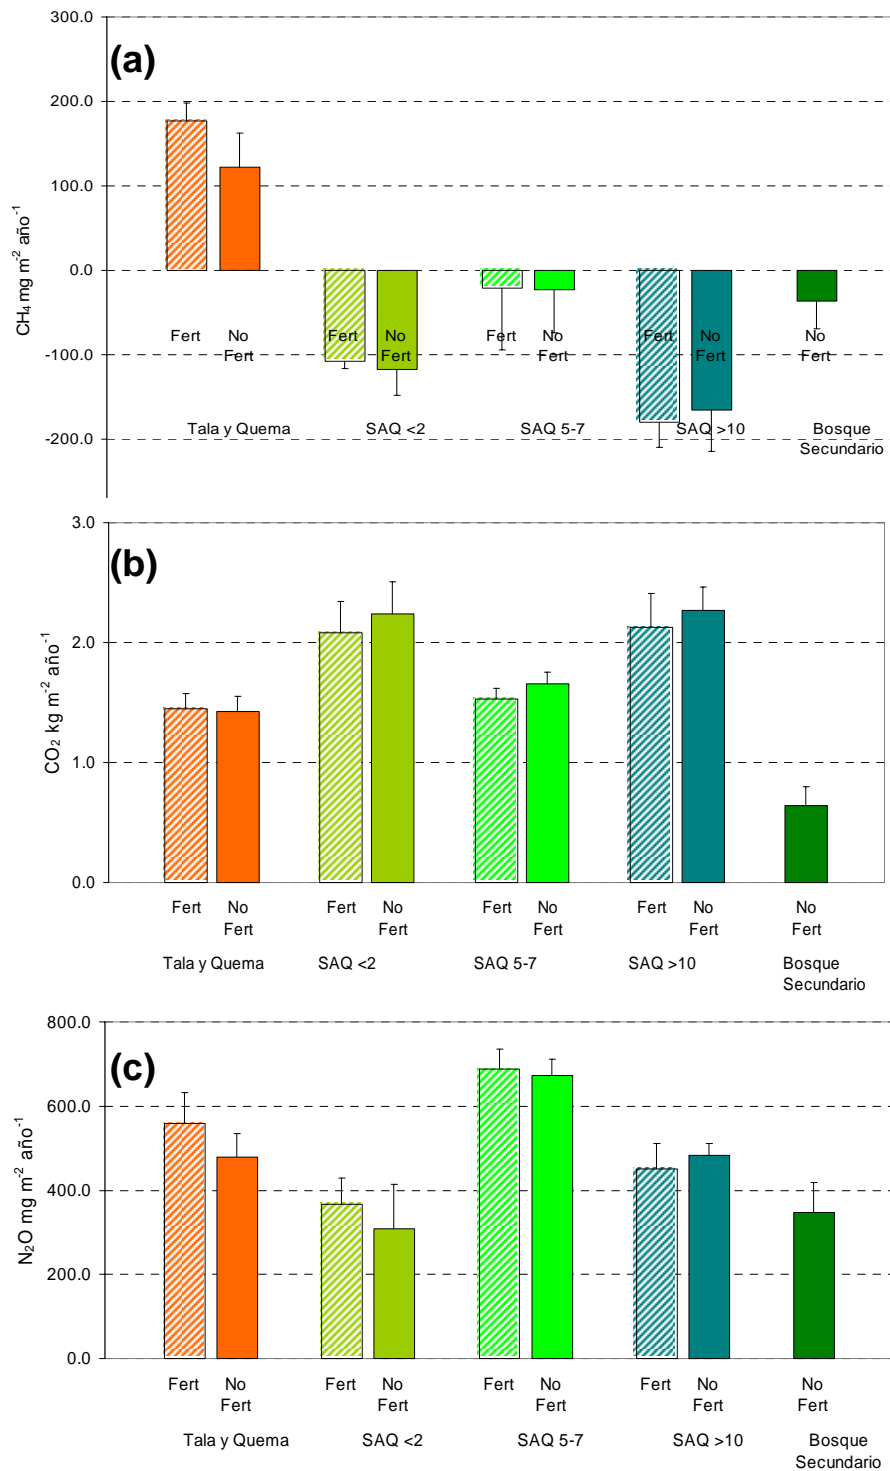 300.0
(a)
200.0
100.0
0.0
-100.0
-200.0
CH₄ mg m⁻² año⁻¹
Fert No Fert Fert No Fert Fert No Fert Fert No Fert No Fert
Tala y Quema SAQ <2 SAQ 5-7 SAQ >10 Bosque
Secundario
3.0
(b)
2.0
1.0
0.0
CO₂ kg m⁻² año⁻¹
Fert No Fert Fert No Fert Fert No Fert Fert No Fert No Fert
Tala y Quema SAQ <2 SAQ 5-7 SAQ >10 Bosque
Secundario
800.0
(c)
600.0
400.0
200.0
0.0
N₂O mg m⁻² año⁻¹
Fert No Fert Fert No Fert Fert No Fert Fert No Fert No Fert
Tala y Quema SAQ <2 SAQ 5-7 SAQ >10 Bosque
Secundario